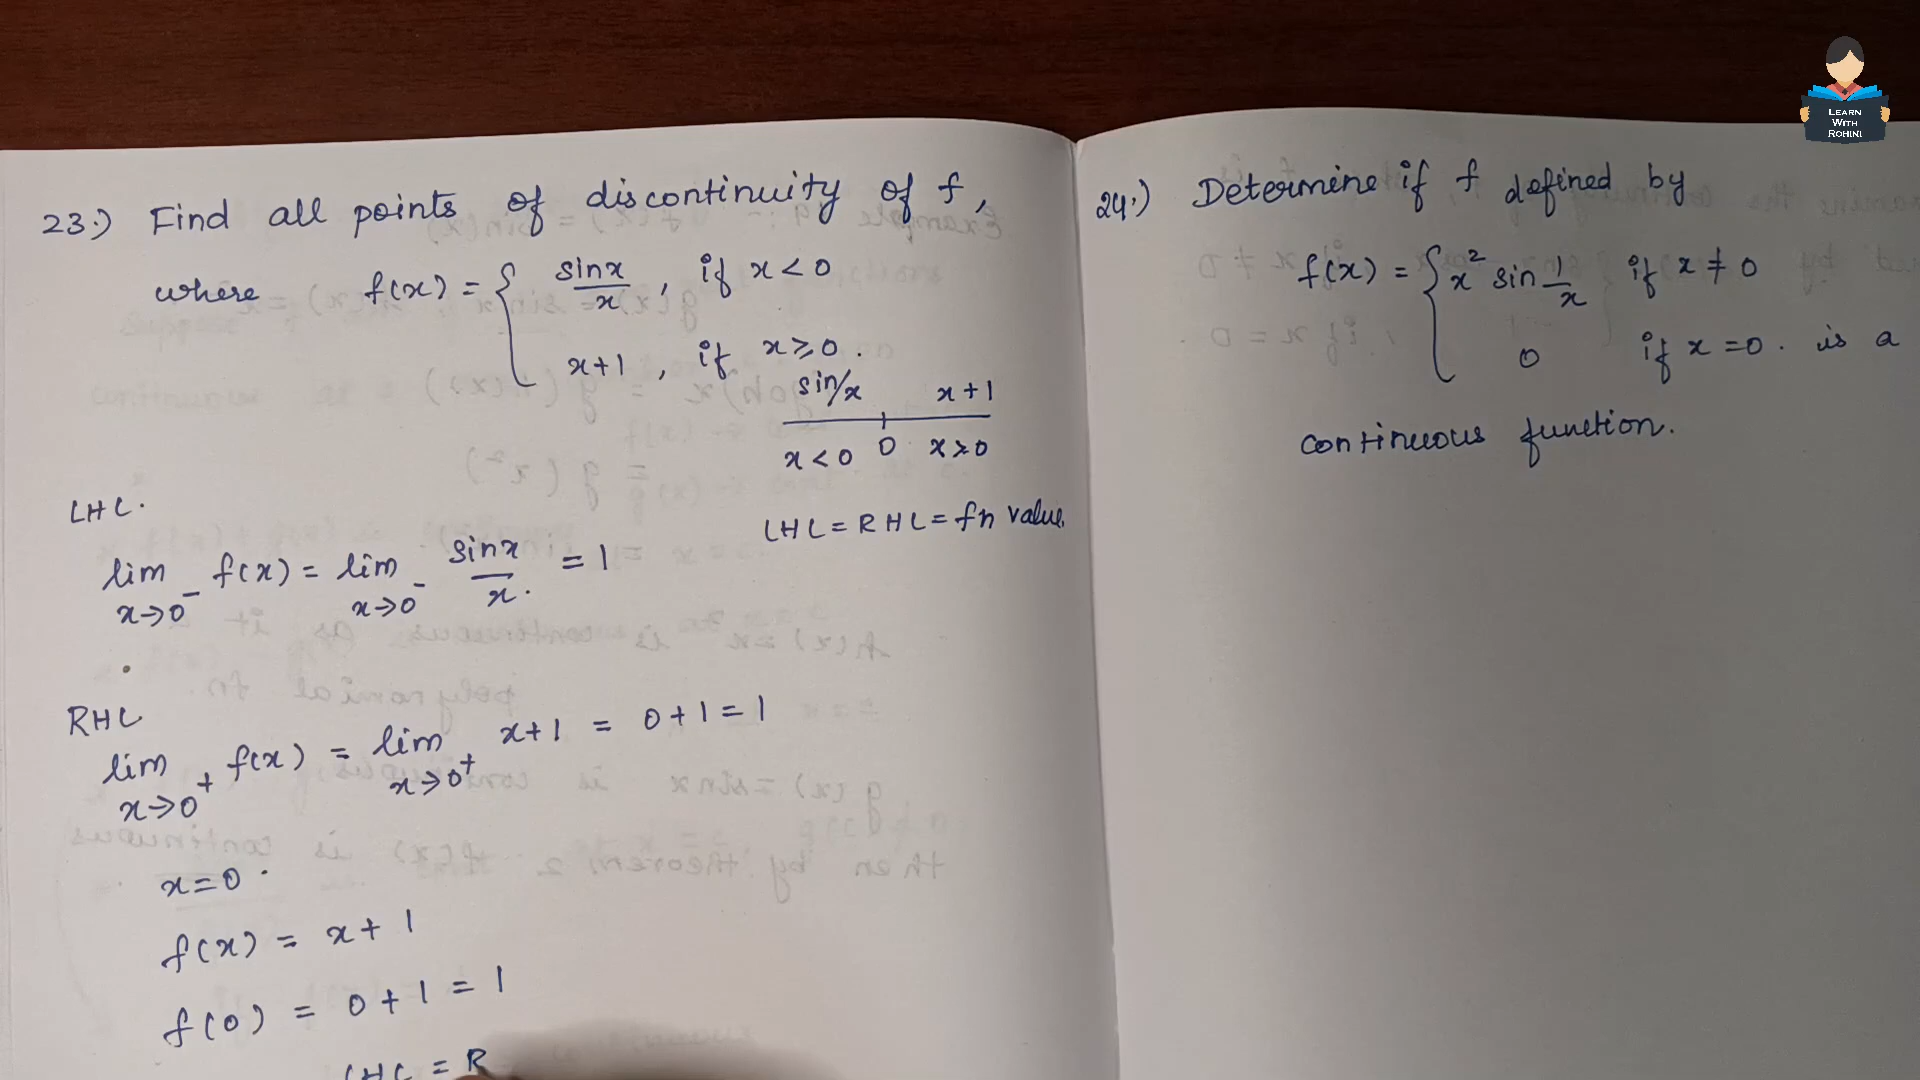 23.) Find all points of discontinuity of f,
where f(x) = { sinx/x , if x < 0
x+1 , if x ≥ 0.
sin/x x+1
x<0 0 x≥0
LHL.
LHL = RHL = fn value.
lim x→0⁻ f(x) = lim x→0⁻ sinx/x. = 1
RHL
lim x→0⁺ f(x) = lim x→0⁺ x+1 = 0+1 = 1
x=0.
f(x) = x+1
f(0) = 0+1 = 1
LHL = R
24.) Determine if f defined by
f(x) = { x² sin 1/x if x ≠ 0
0 if x = 0. is a
continuous function.
LEARN
WITH
ROHINI